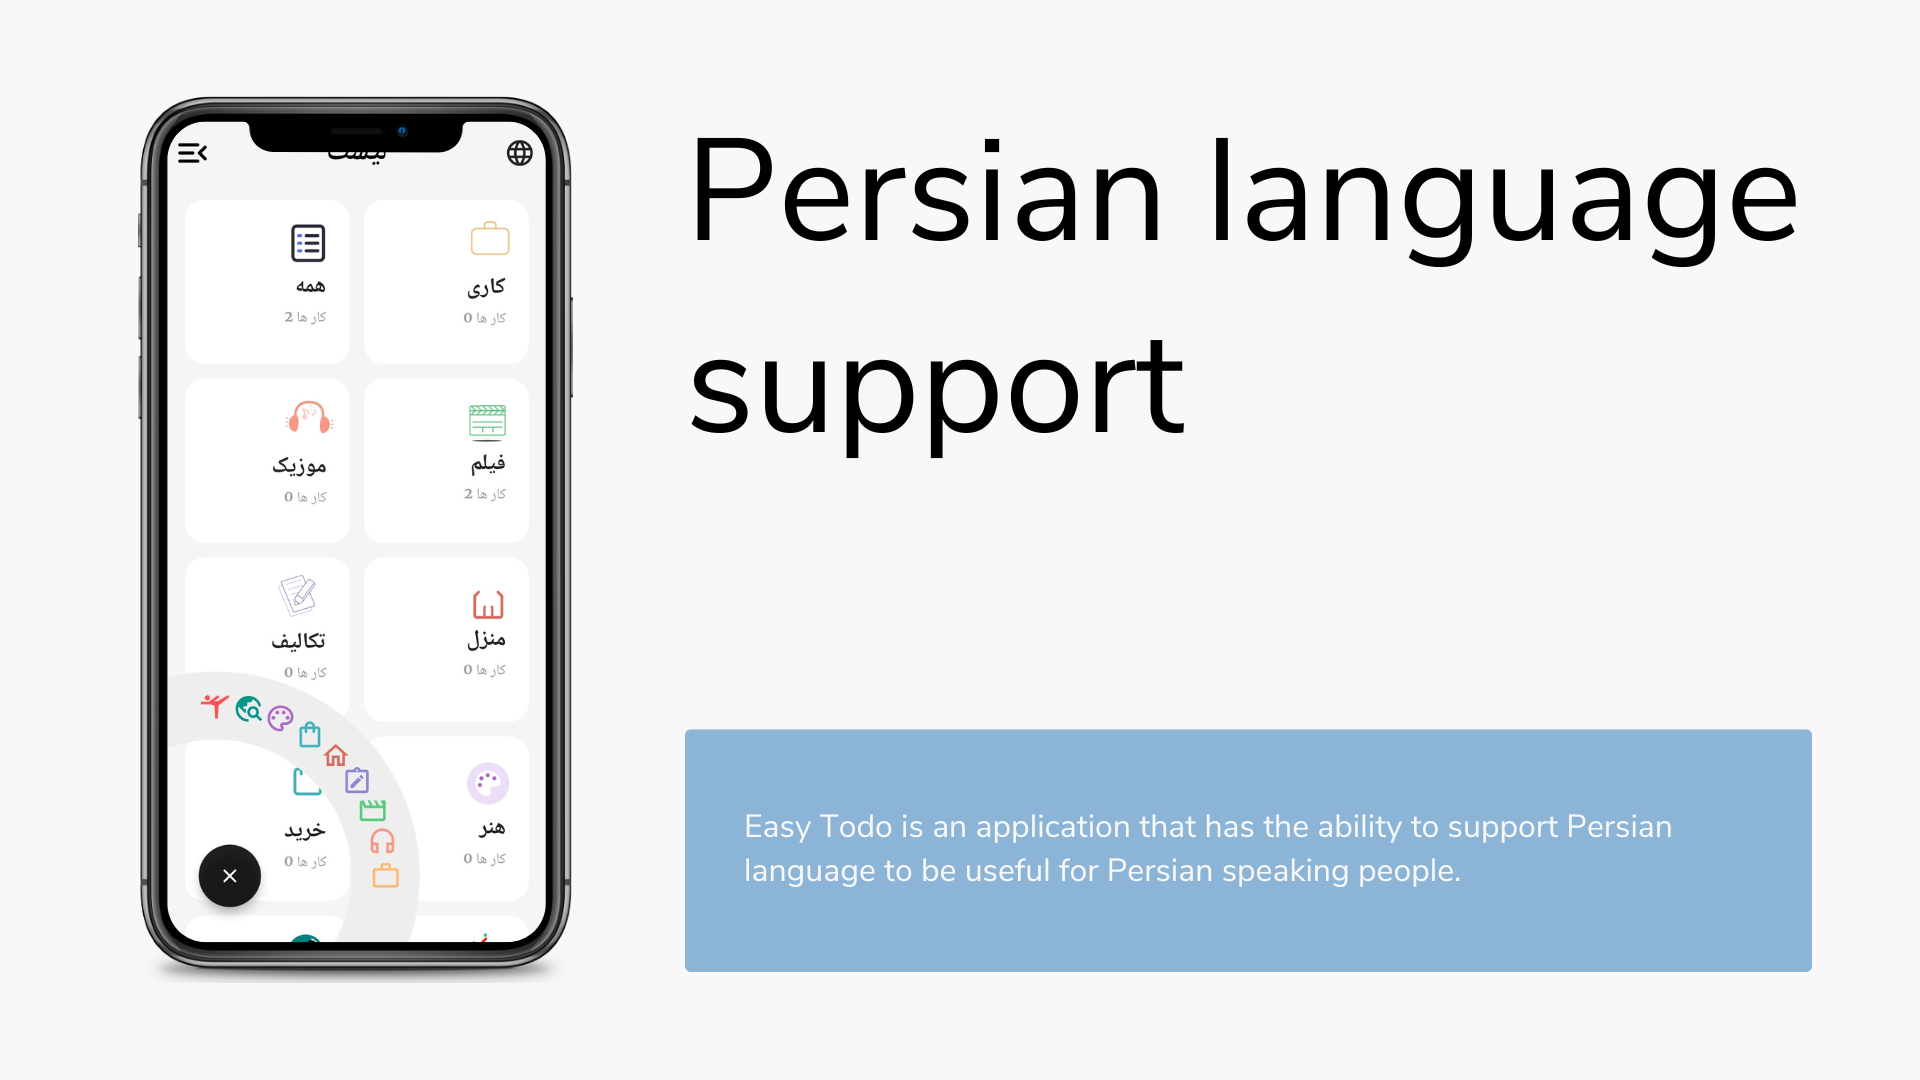 لیست
همه
کار ها 2
کاری
کار ها 0
موزیک
کار ها 0
فیلم
کار ها 2
تکالیف
کار ها 0
منزل
کار ها 0
خرید
کار ها 0
هنر
کار ها 0
Persian language
support
Easy Todo is an application that has the ability to support Persian
language to be useful for Persian speaking people.